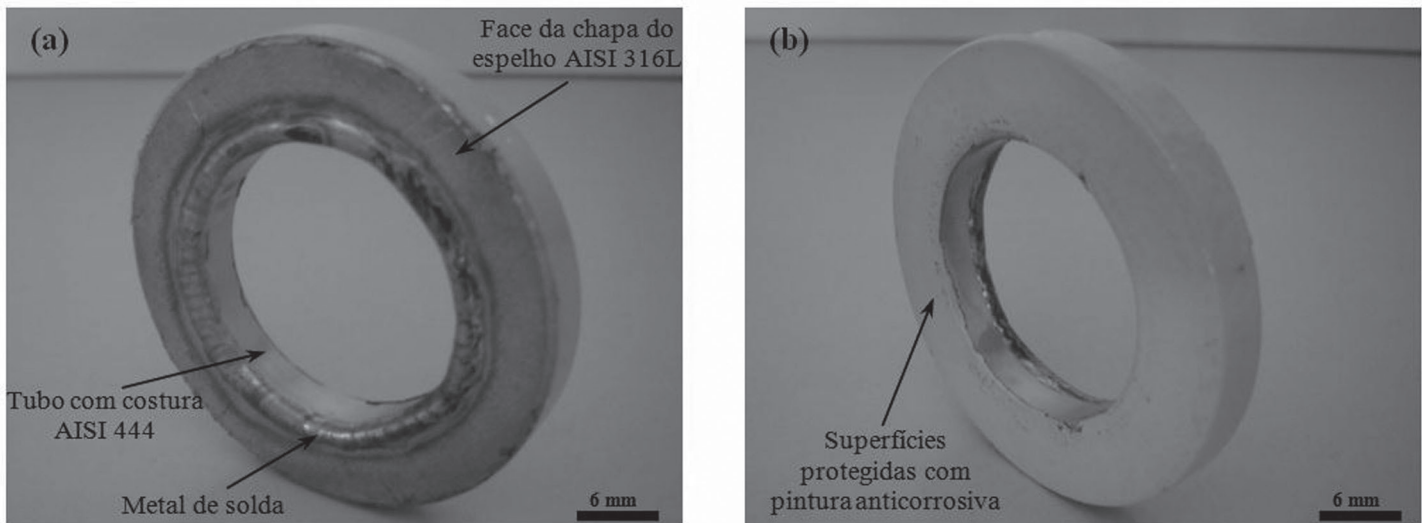 (a)
Face da chapa do
espelho AISI 316L
Tubo com costura
AISI 444
Metal de solda
6 mm
(b)
Superfícies
protegidas com
pintura anticorrosiva
6 mm